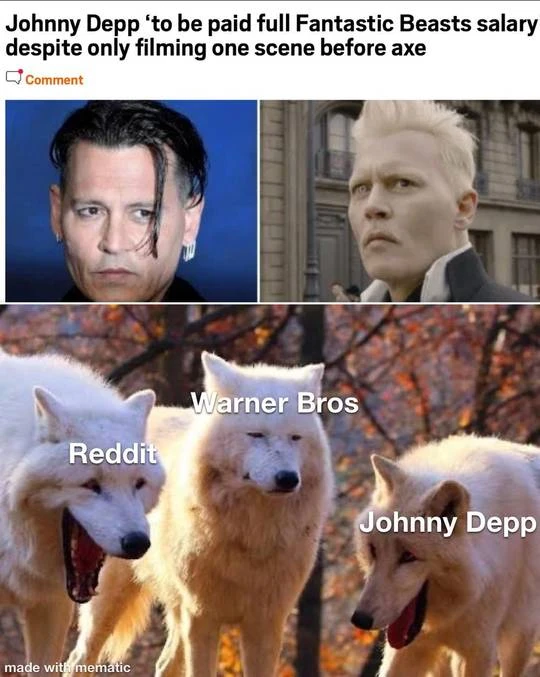 Johnny Depp ‘to be paid full Fantastic Beasts salary
despite only filming one scene before axe
Comment
Warner Bros
Reddit
Johnny Depp
made with mematic